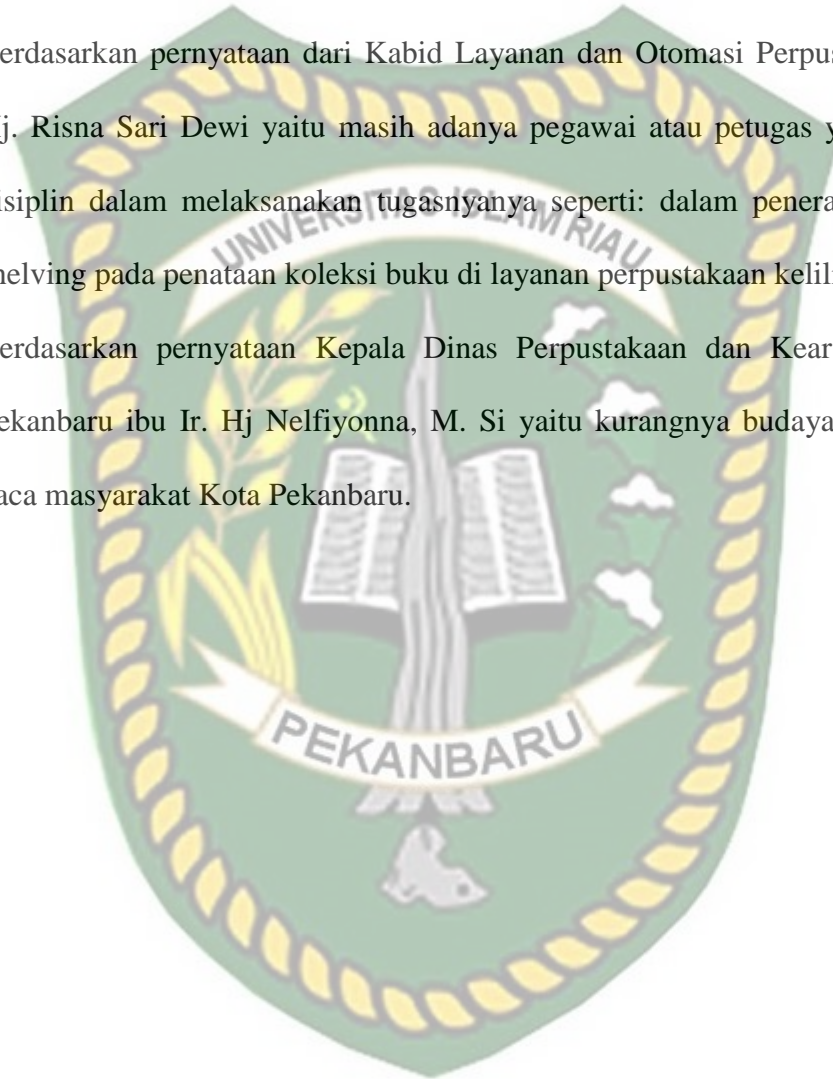 erdasarkan pernyataan dari Kabid Layanan dan Otomasi Perpus
j. Risna Sari Dewi yaitu masih adanya pegawai atau petugas y
isiplin dalam melaksanakan tugasnyanya seperti: dalam penera
UNIVERSITAS ISLAM RIAU
helving pada penataan koleksi buku di layanan perpustakaan kelili
erdasarkan pernyataan Kepala Dinas Perpustakaan dan Kear
ekanbaru ibu Ir. Hj Nelfiyonna, M. Si yaitu kurangnya budaya
aca masyarakat Kota Pekanbaru.
PEKANBARU